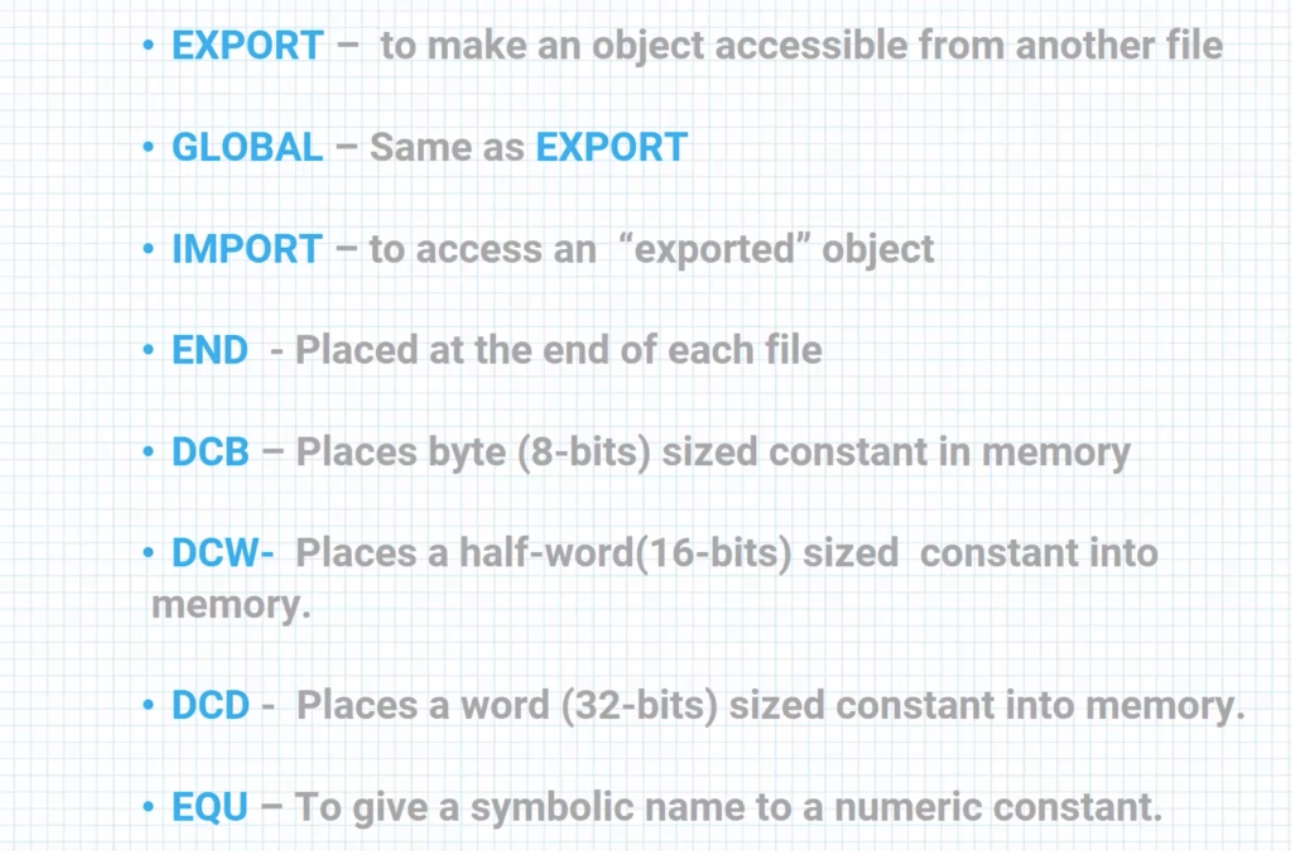 • EXPORT – to make an object accessible from another file
• GLOBAL – Same as EXPORT
• IMPORT – to access an “exported” object
• END - Placed at the end of each file
• DCB – Places byte (8-bits) sized constant in memory
• DCW- Places a half-word(16-bits) sized constant into
memory.
• DCD - Places a word (32-bits) sized constant into memory.
• EQU – To give a symbolic name to a numeric constant.